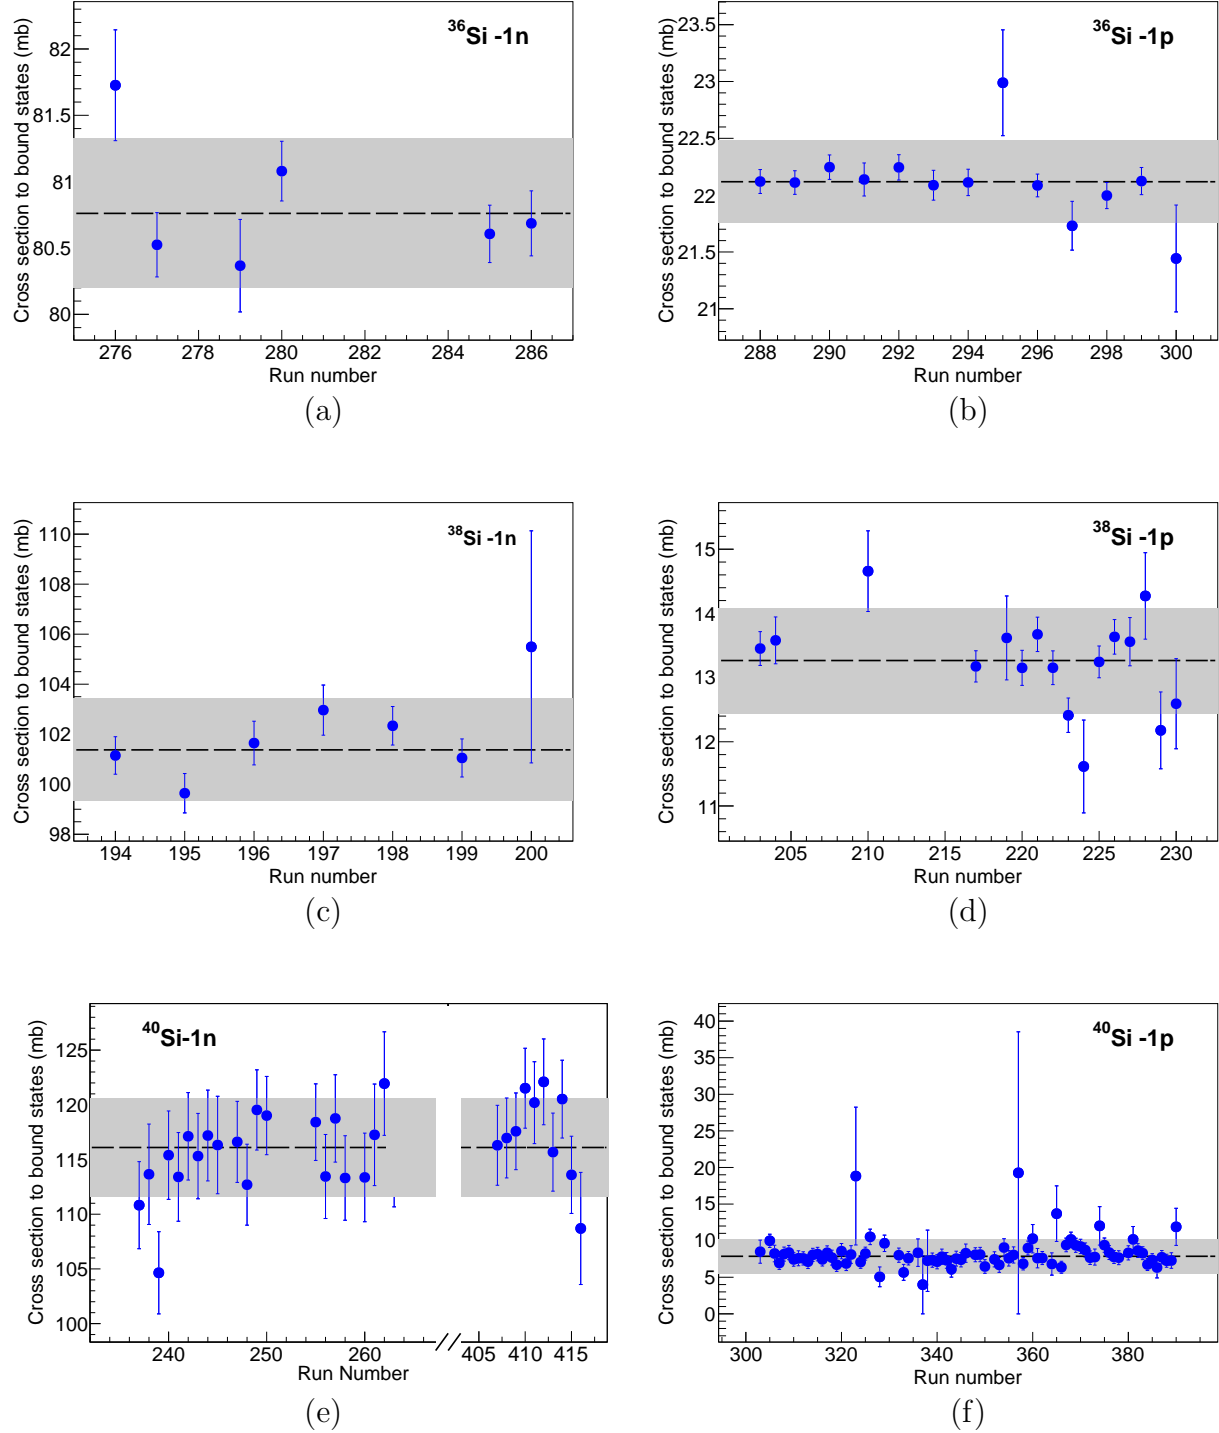 Cross section to bound states (mb)
36Si -1n
82
81.5
81
80.5
80
276 278 280 282 284 286
Run number
(a)
Cross section to bound states (mb)
36Si -1p
23.5
23
22.5
22
21.5
21
288 290 292 294 296 298 300
Run number
(b)
Cross section to bound states (mb)
38Si -1n
110
108
106
104
102
100
98
194 195 196 197 198 199 200
Run number
(c)
Cross section to bound states (mb)
38Si -1p
15
14
13
12
11
205 210 215 220 225 230
Run number
(d)
Cross section to bound states (mb)
40Si-1n
125
120
115
110
105
100
240 250 260 // 405 410 415
Run Number
(e)
Cross section to bound states (mb)
40Si -1p
40
35
30
25
20
15
10
5
0
300 320 340 360 380
Run number
(f)